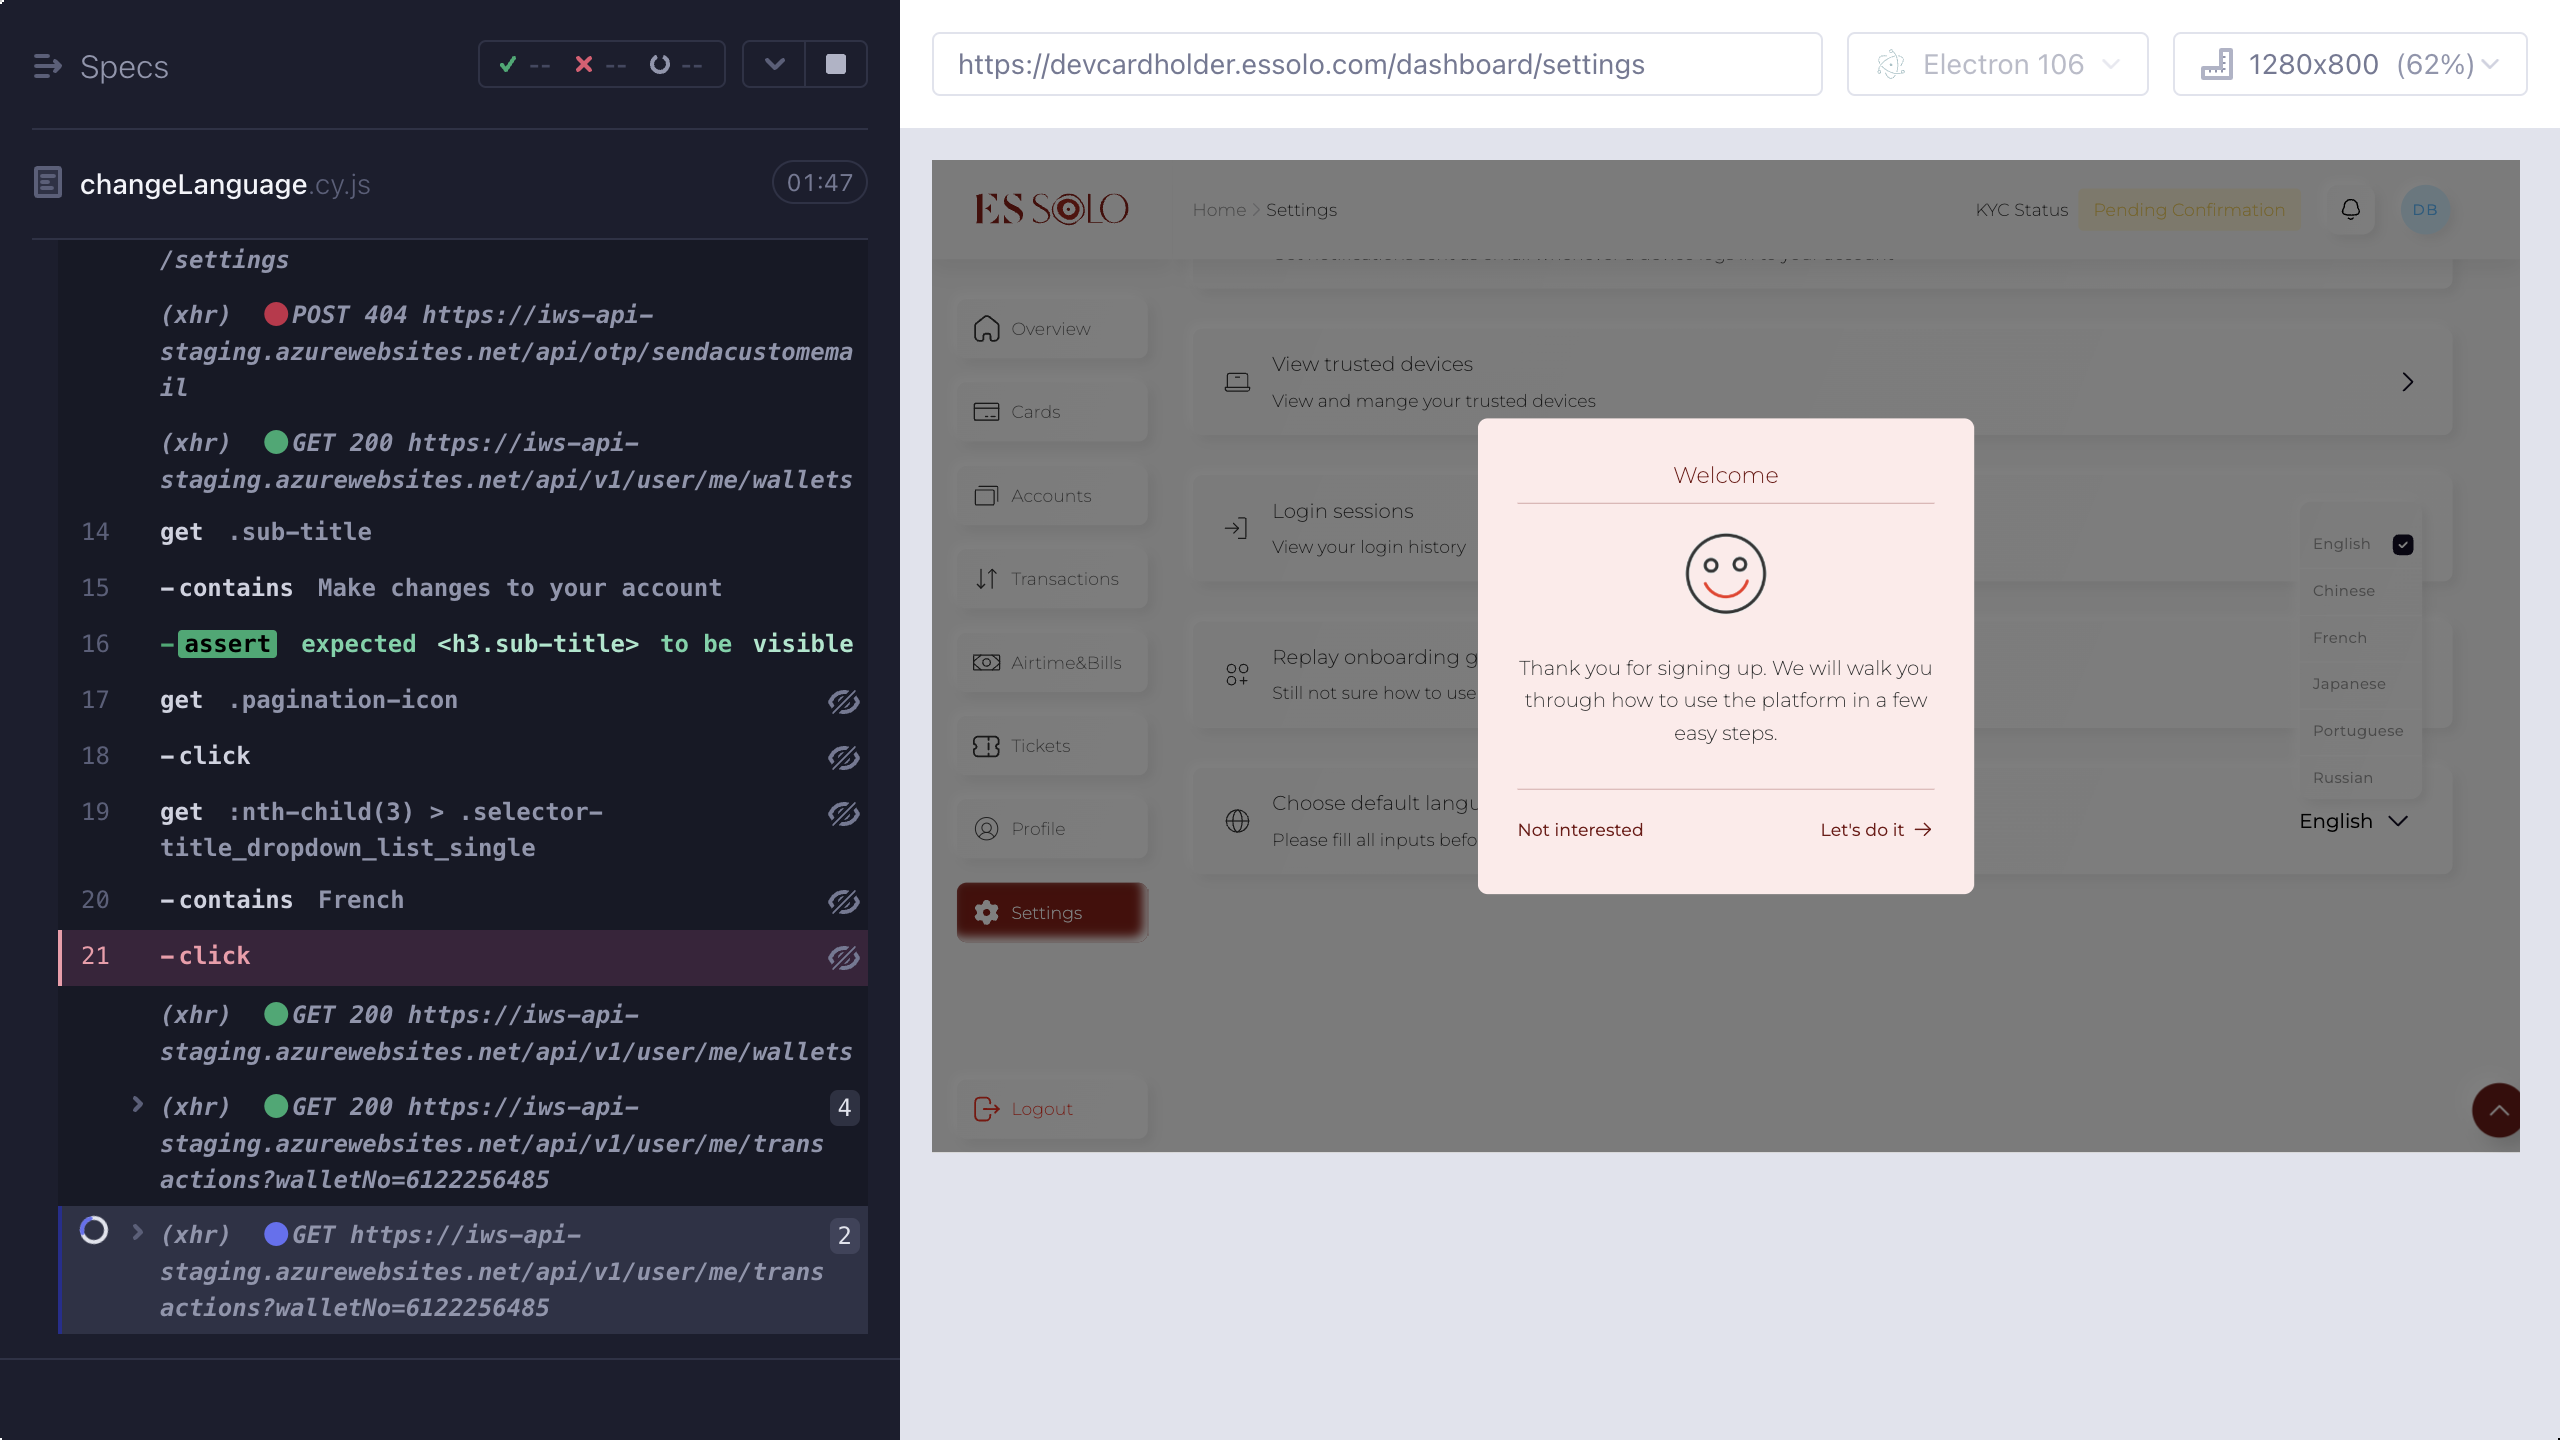 Specs
-- -- --
changeLanguage.cy.js
01:47
/settings
(xhr) POST 404 https://iws-api-
staging.azurewebsites.net/api/otp/sendacustomema
il
(xhr) GET 200 https://iws-api-
staging.azurewebsites.net/api/v1/user/me/wallets
14 get .sub-title
15 -contains Make changes to your account
16 -assert expected <h3.sub-title> to be visible
17 get .pagination-icon
18 -click
19 get :nth-child(3) > .selector-
title_dropdown_list_single
20 -contains French
21 -click
(xhr) GET 200 https://iws-api-
staging.azurewebsites.net/api/v1/user/me/wallets
(xhr) GET 200 https://iws-api-
4
staging.azurewebsites.net/api/v1/user/me/trans
actions?walletNo=6122256485
(xhr) GET https://iws-api-
2
staging.azurewebsites.net/api/v1/user/me/trans
actions?walletNo=6122256485
https://devcardholder.essolo.com/dashboard/settings
Electron 106
1280x800 (62%)
ES SOLO
Home > Settings
KYC Status Pending Confirmation
DB
Overview
Cards
Accounts
Transactions
Airtime&Bills
Tickets
Profile
Settings
Logout
View trusted devices
View and mange your trusted devices
Login sessions
View your login history
Replay onboarding g
Still not sure how to use
Choose default langu
Please fill all inputs befo
English
Chinese
French
Japanese
Portuguese
Russian
English
Welcome
Thank you for signing up. We will walk you
through how to use the platform in a few
easy steps.
Not interested
Let's do it